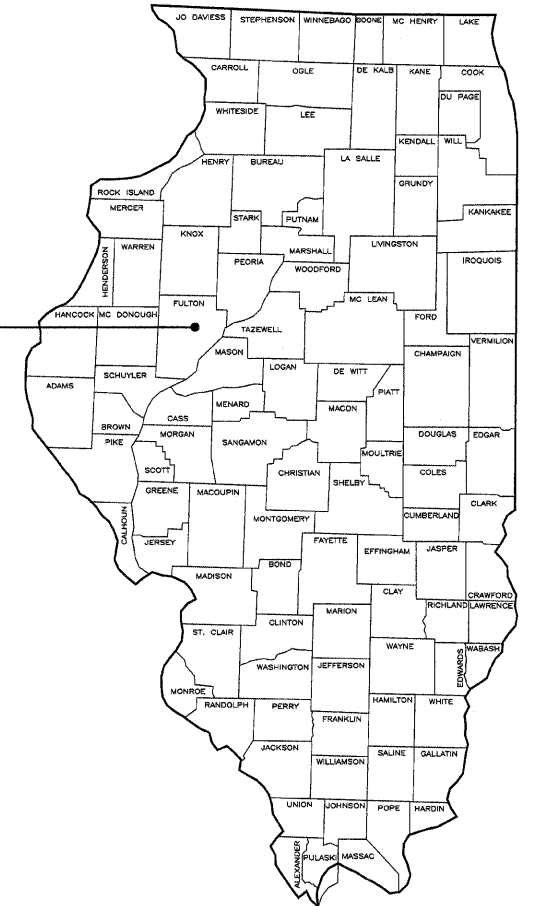 JO DAVIESS
STEPHENSON
WINNEBAGO
BOONE
MC HENRY
LAKE
CARROLL
OGLE
DE KALB
KANE
COOK
DU PAGE
WHITESIDE
LEE
KENDALL
WILL
HENRY
BUREAU
LA SALLE
GRUNDY
ROCK ISLAND
MERCER
STARK
PUTNAM
KANKAKEE
KNOX
MARSHALL
LIVINGSTON
HENDERSON
WARREN
PEORIA
WOODFORD
IROQUOIS
FULTON
MC LEAN
HANCOCK
MC DONOUGH
FORD
TAZEWELL
VERMILION
MASON
CHAMPAIGN
LOGAN
DE WITT
SCHUYLER
ADAMS
PIATT
MENARD
MACON
CASS
BROWN
MORGAN
DOUGLAS
EDGAR
PIKE
SANGAMON
MOULTRIE
SCOTT
CHRISTIAN
COLES
SHELBY
GREENE
MACOUPIN
CLARK
CALHOUN
MONTGOMERY
CUMBERLAND
JERSEY
FAYETTE
EFFINGHAM
JASPER
BOND
MADISON
CLAY
CRAWFORD
RICHLAND
LAWRENCE
MARION
CLINTON
ST. CLAIR
WAYNE
WABASH
EDWARDS
WASHINGTON
JEFFERSON
MONROE
RANDOLPH
PERRY
HAMILTON
WHITE
FRANKLIN
JACKSON
SALINE
GALLATIN
WILLIAMSON
UNION
JOHNSON
POPE
HARDIN
ALEXANDER
PULASKI
MASSAC